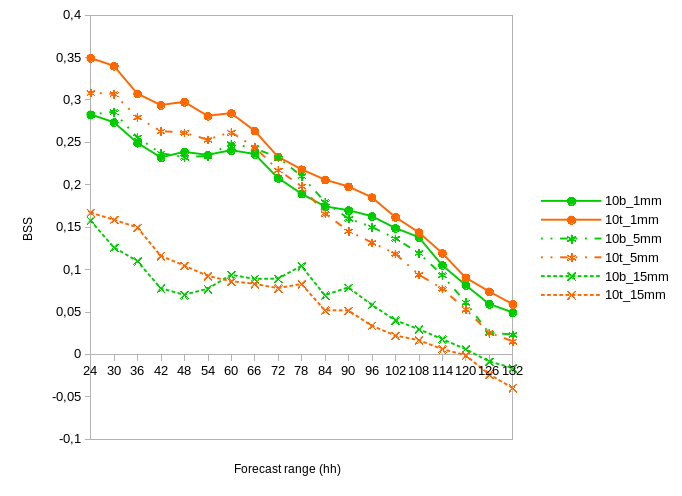 0,4
0,35
0,3
0,25
0,2
0,15
0,1
0,05
0
-0,05
-0,1
BSS
24 30 36 42 48 54 60 66 72 78 84 90 96 102 108 114 120 126 132
Forecast range (hh)
10b_1mm
10t_1mm
10b_5mm
10t_5mm
10b_15mm
10t_15mm